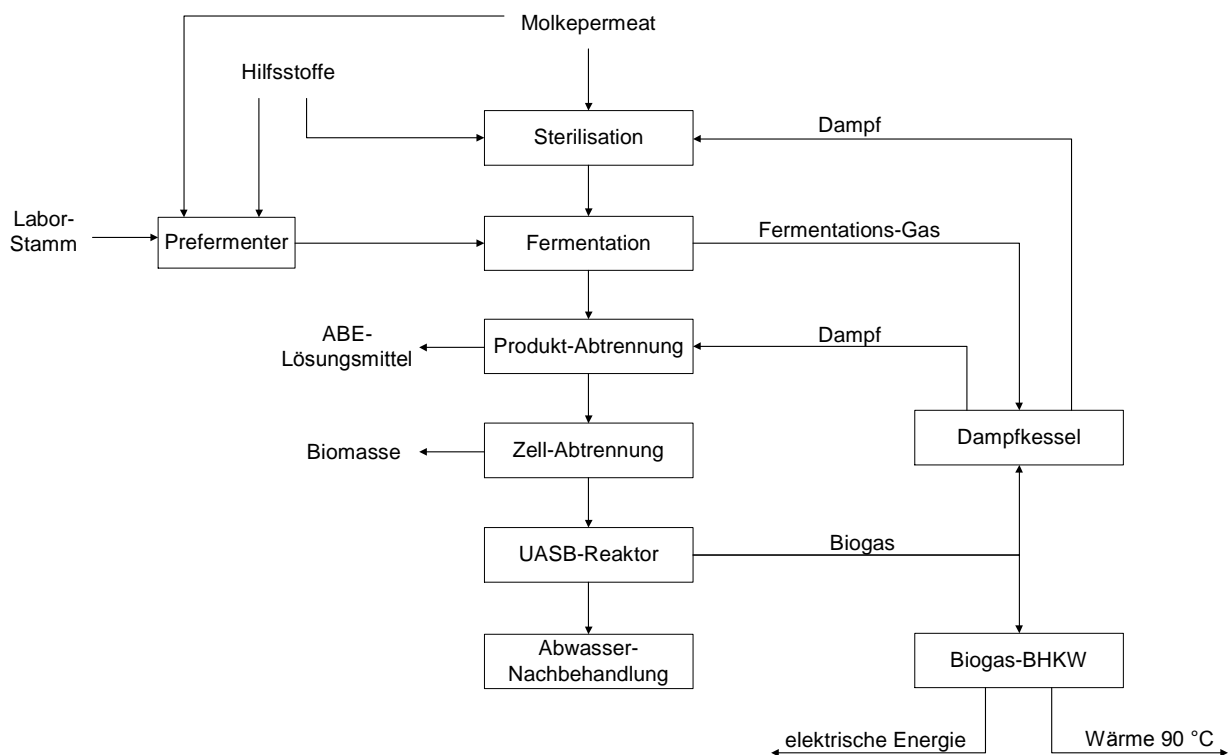 Molkepermeat
Hilfsstoffe
Sterilisation
Dampf
Labor-
Stamm
Prefermenter
Fermentation
Fermentations-Gas
ABE-
Lösungsmittel
Produkt-Abtrennung
Dampf
Biomasse
Zell-Abtrennung
Dampfkessel
UASB-Reaktor
Biogas
Abwasser-
Nachbehandlung
Biogas-BHKW
elektrische Energie
Wärme 90 °C